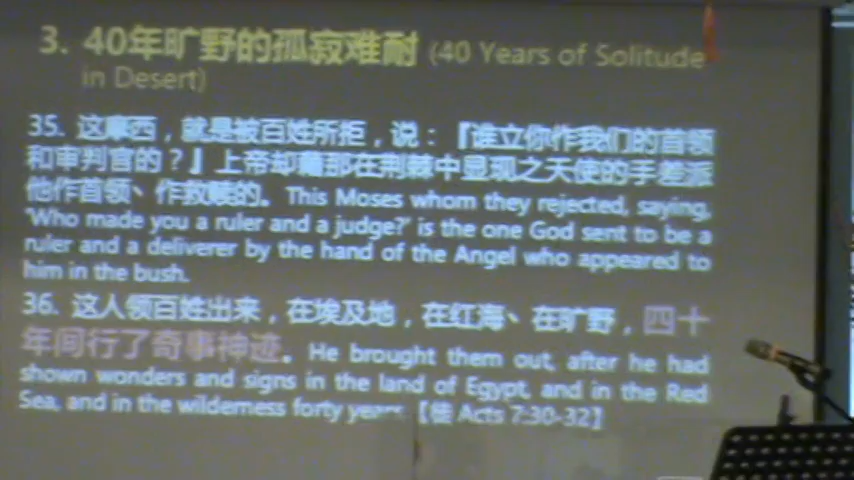 3. 40年旷野的孤寂难耐 (40 Years of Solitude
in Desert)
35. 这摩西，就是被百姓所拒，说：『谁立你作我们的首领
和审判官的？』上帝却藉那在荆棘中显现之天使的手差派
他作首领、作救赎的。This Moses whom they rejected, saying,
'Who made you a ruler and a judge?' is the one God sent to be a
ruler and a deliverer by the hand of the Angel who appeared to
him in the bush.
36. 这人领百姓出来，在埃及地，在红海、在旷野，四十
年间行了奇事神迹。He brought them out, after he had
shown wonders and signs in the land of Egypt, and in the Red
Sea, and in the wilderness forty years.【徒 Acts 7:30-32】